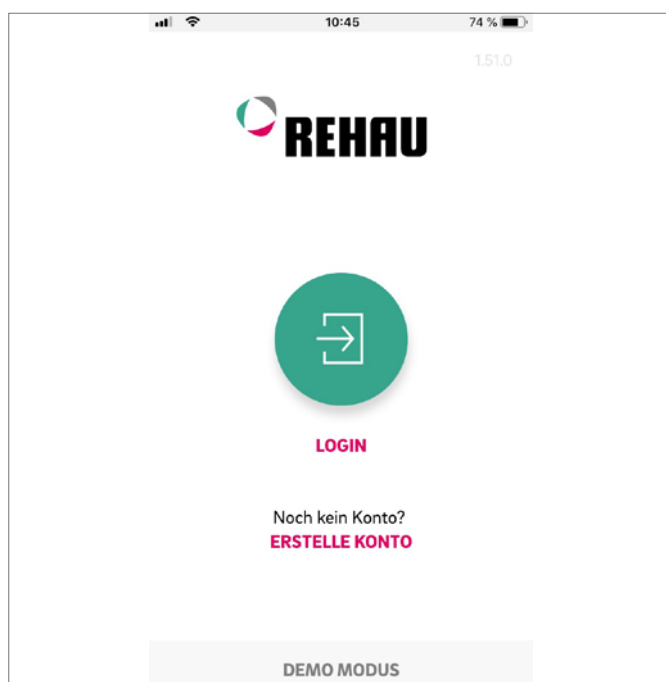 10:45
74 %
1.51.0
REHAU
LOGIN
Noch kein Konto?
ERSTELLE KONTO
DEMO MODUS